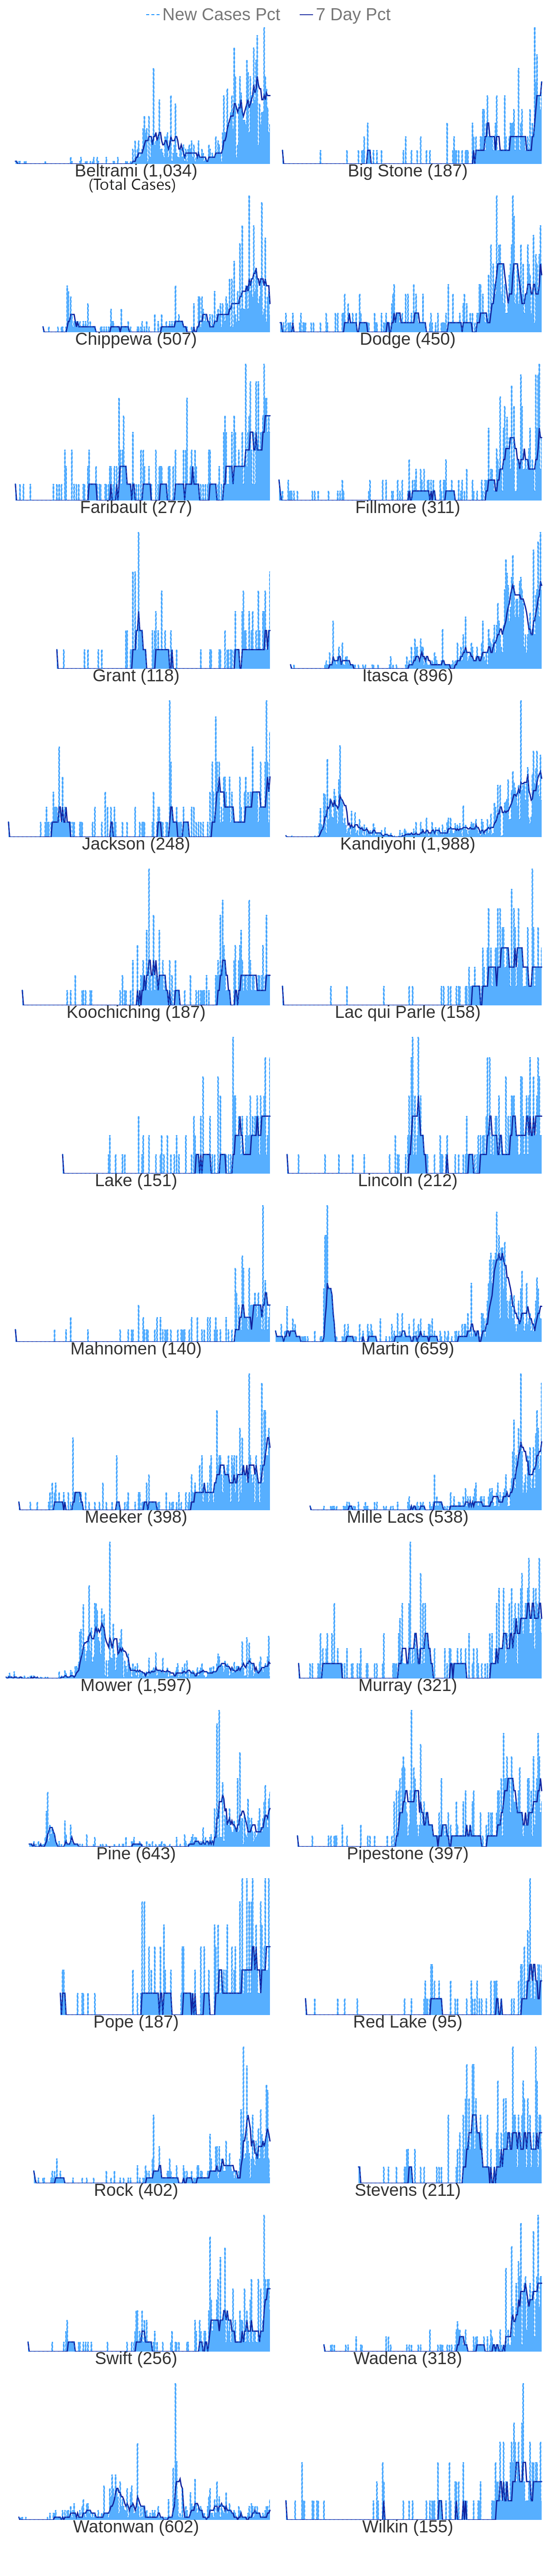 New Cases Pct 7 Day Pct
Beltrami (1,034) Big Stone (187)
(Total Cases)
Chippewa (507) Dodge (450)
Faribault (277) Fillmore (311)
Grant (118) Itasca (896)
Jackson (248) Kandiyohi (1,988)
Koochiching (187) Lac qui Parle (158)
Lake (151) Lincoln (212)
Mahnomen (140) Martin (659)
Meeker (398) Mille Lacs (538)
Mower (1,597) Murray (321)
Pine (643) Pipestone (397)
Pope (187) Red Lake (95)
Rock (402) Stevens (211)
Swift (256) Wadena (318)
Watonwan (602) Wilkin (155)